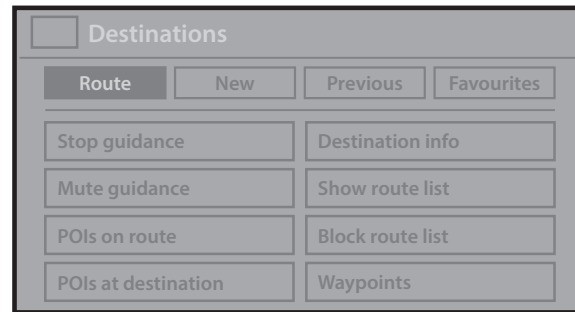 Destinations
Route New Previous Favourites
Stop guidance Destination info
Mute guidance Show route list
POIs on route Block route list
POIs at destination Waypoints